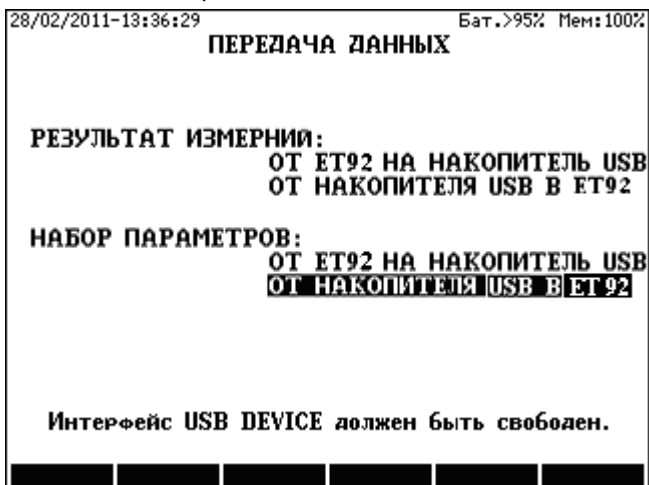 28/02/2011-13:36:29 Бат.>95% Мем:100%
ПЕРЕДАЧА ДАННЫХ
РЕЗУЛЬТАТ ИЗМЕРНИЙ:
ОТ ET92 НА НАКОПИТЕЛЬ USB
ОТ НАКОПИТЕЛЯ USB В ET92
НАБОР ПАРАМЕТРОВ:
ОТ ET92 НА НАКОПИТЕЛЬ USB
ОТ НАКОПИТЕЛЯ USB В ET92
Интерфейс USB DEVICE должен быть свободен.